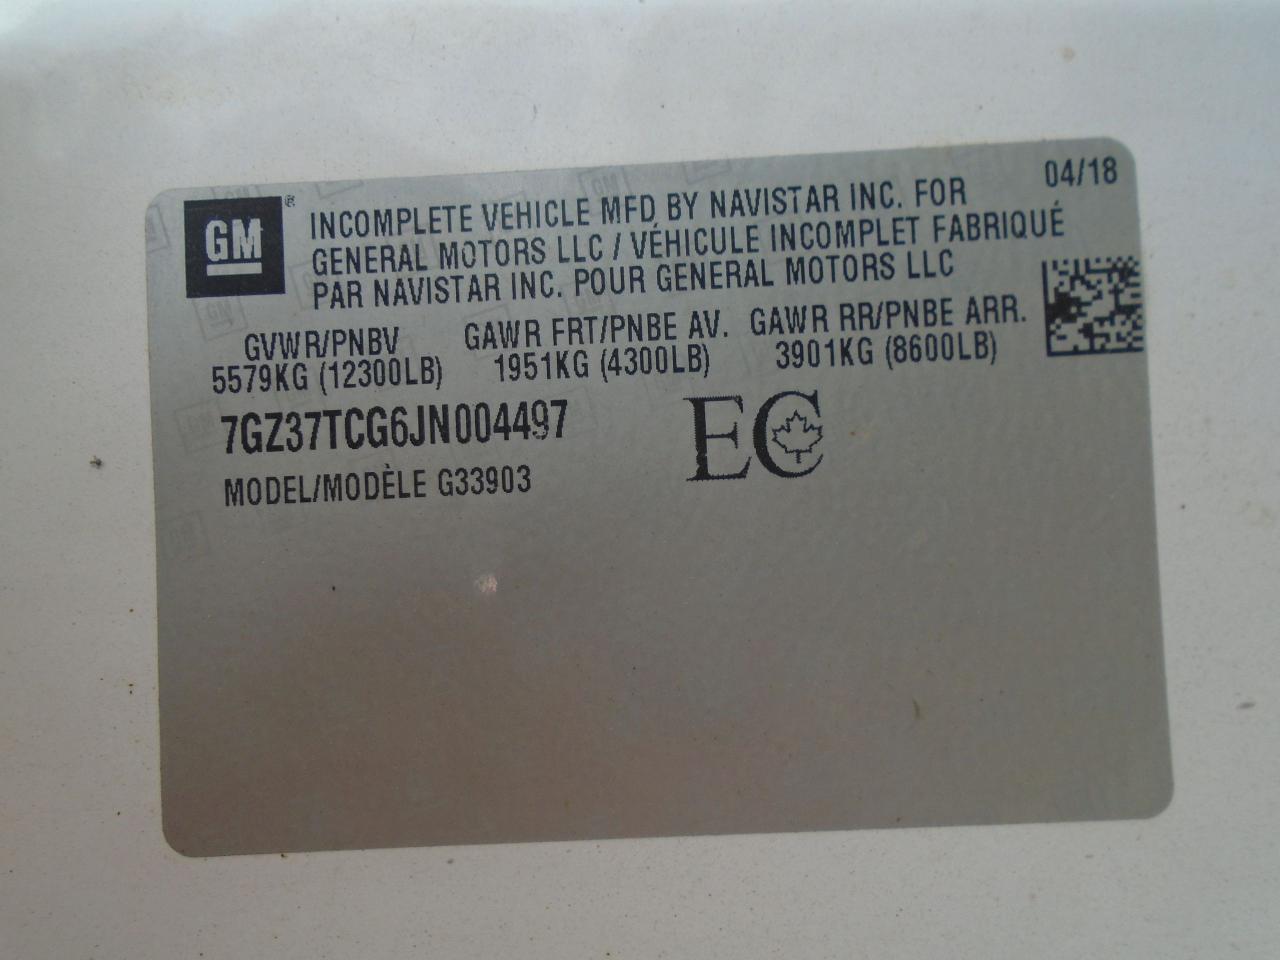 04/18
GM®
INCOMPLETE VEHICLE MFD BY NAVISTAR INC. FOR
GENERAL MOTORS LLC / VÉHICULE INCOMPLET FABRIQUÉ
PAR NAVISTAR INC. POUR GENERAL MOTORS LLC
GVWR/PNBV GAWR FRT/PNBE AV. GAWR RR/PNBE ARR.
5579KG (12300LB) 1951KG (4300LB) 3901KG (8600LB)
7GZ37TCG6JN004497
EC
MODEL/MODÈLE G33903